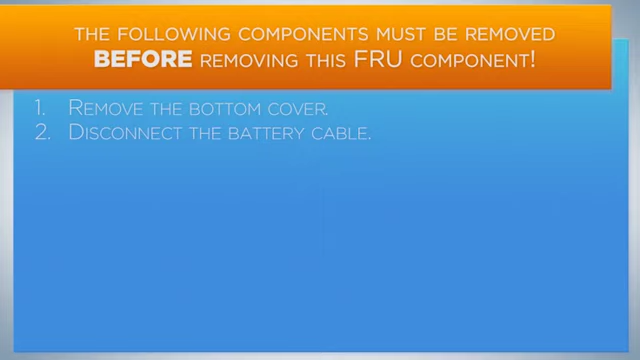 THE FOLLOWING COMPONENTS MUST BE REMOVED
BEFORE REMOVING THIS FRU COMPONENT!
1. REMOVE THE BOTTOM COVER.
2. DISCONNECT THE BATTERY CABLE.